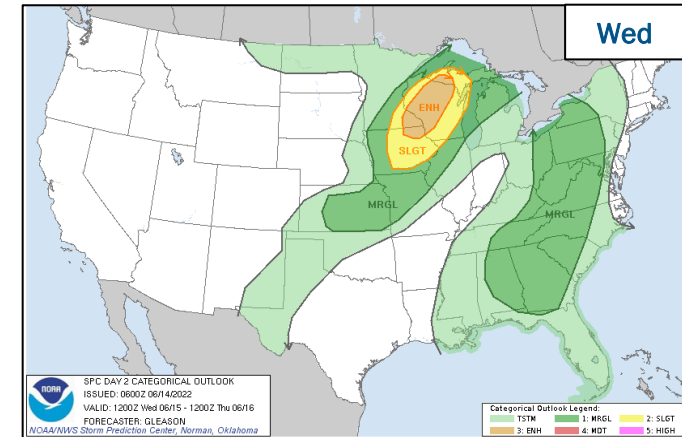 Wed
ENH
SLGT
MRGL
MRGL
NOAA
SPC DAY 2 CATEGORICAL OUTLOOK
ISSUED: 0600Z 06/14/2022
VALID: 1200Z Wed 06/15 - 1200Z Thu 06/16
FORECASTER: GLEASON
NOAA/NWS Storm Prediction Center, Norman, Oklahoma
Categorical Outlook Legend:
TSTM 1: MRGL 2: SLGT
3: ENH 4: MDT 5: HIGH